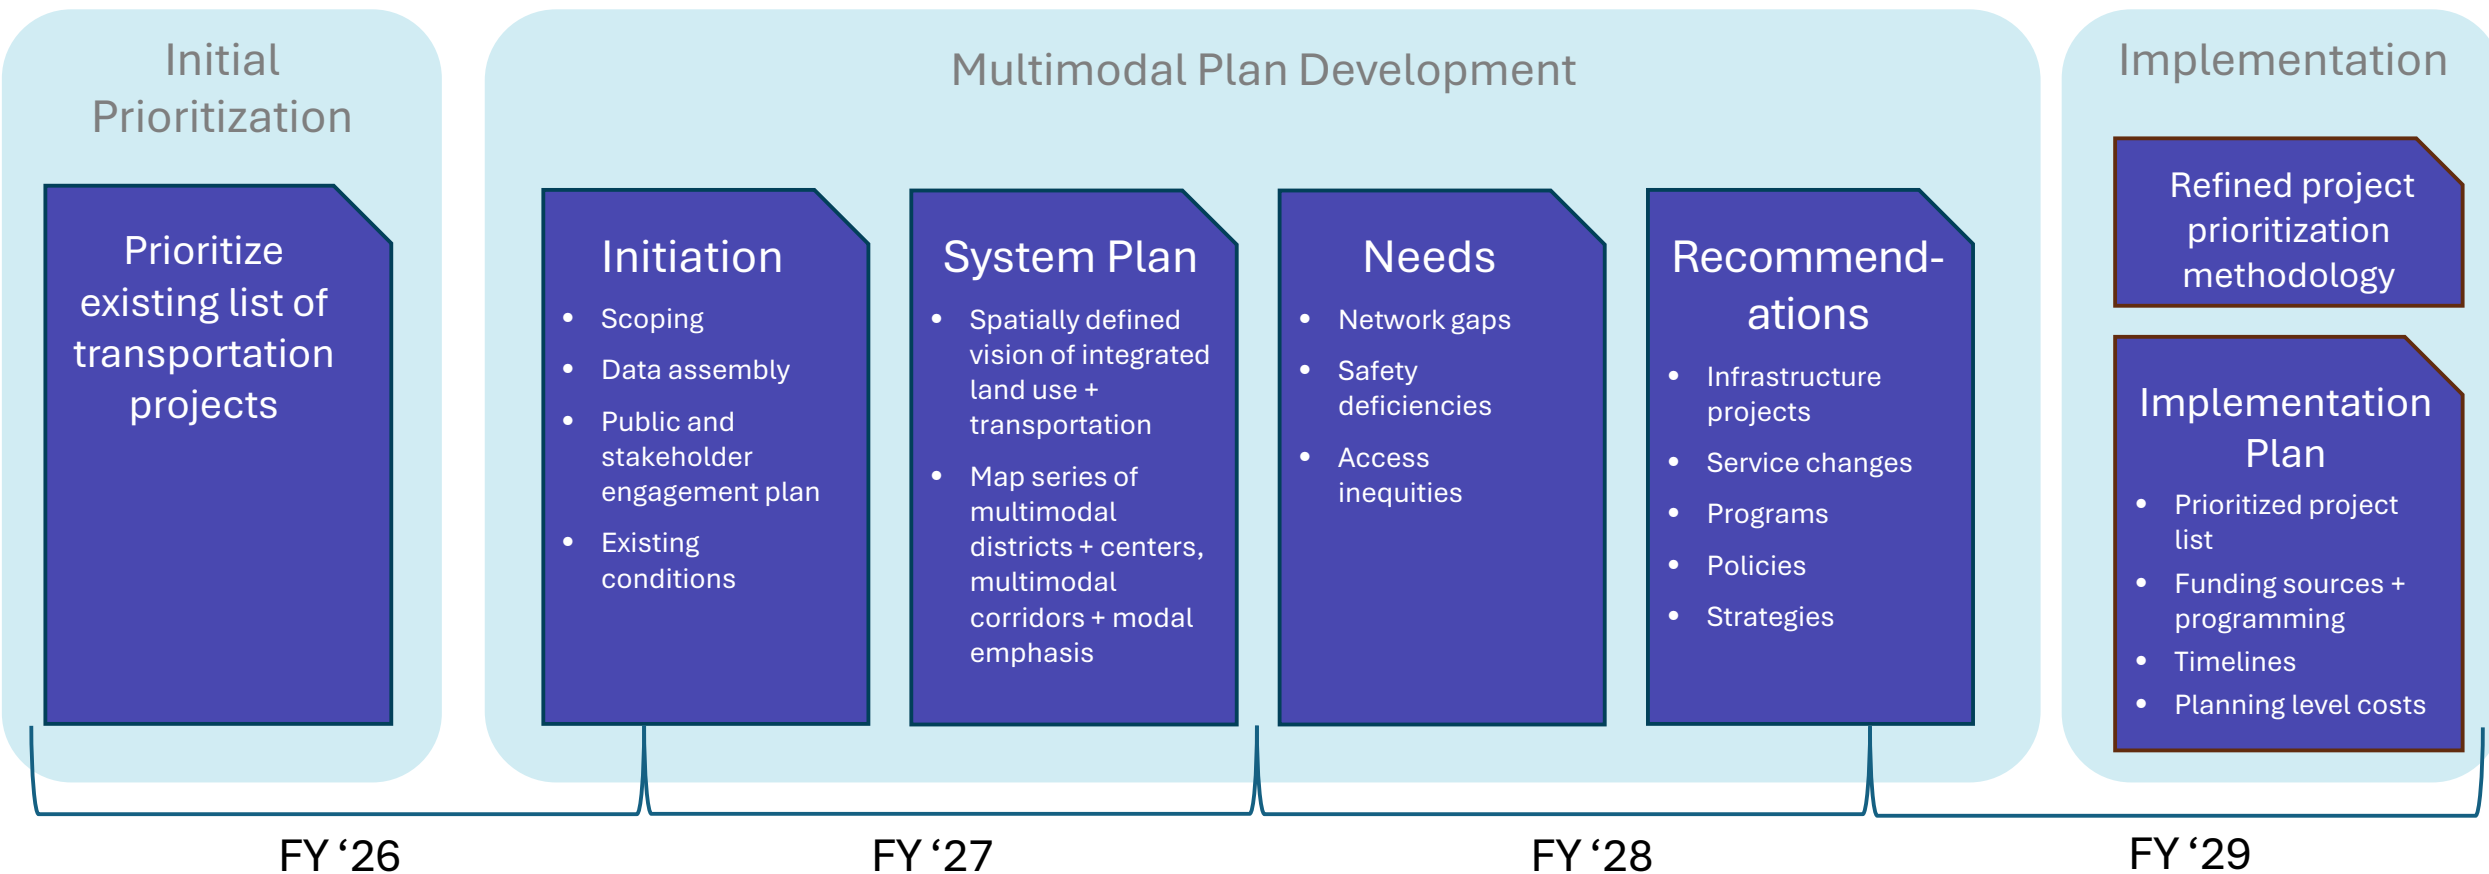 Initial
Prioritization
Prioritize
existing list of
transportation
projects
Multimodal Plan Development
Initiation
• Scoping
• Data assembly
• Public and
stakeholder
engagement plan
• Existing
conditions
System Plan
• Spatially defined
vision of integrated
land use +
transportation
• Map series of
multimodal
districts + centers,
multimodal
corridors + modal
emphasis
Needs
• Network gaps
• Safety
deficiencies
• Access
inequities
Recommend-
ations
• Infrastructure
projects
• Service changes
• Programs
• Policies
• Strategies
Implementation
Refined project
prioritization
methodology
Implementation
Plan
• Prioritized project
list
• Funding sources +
programming
• Timelines
• Planning level costs
FY ‘26
FY ‘27
FY ‘28
FY ‘29